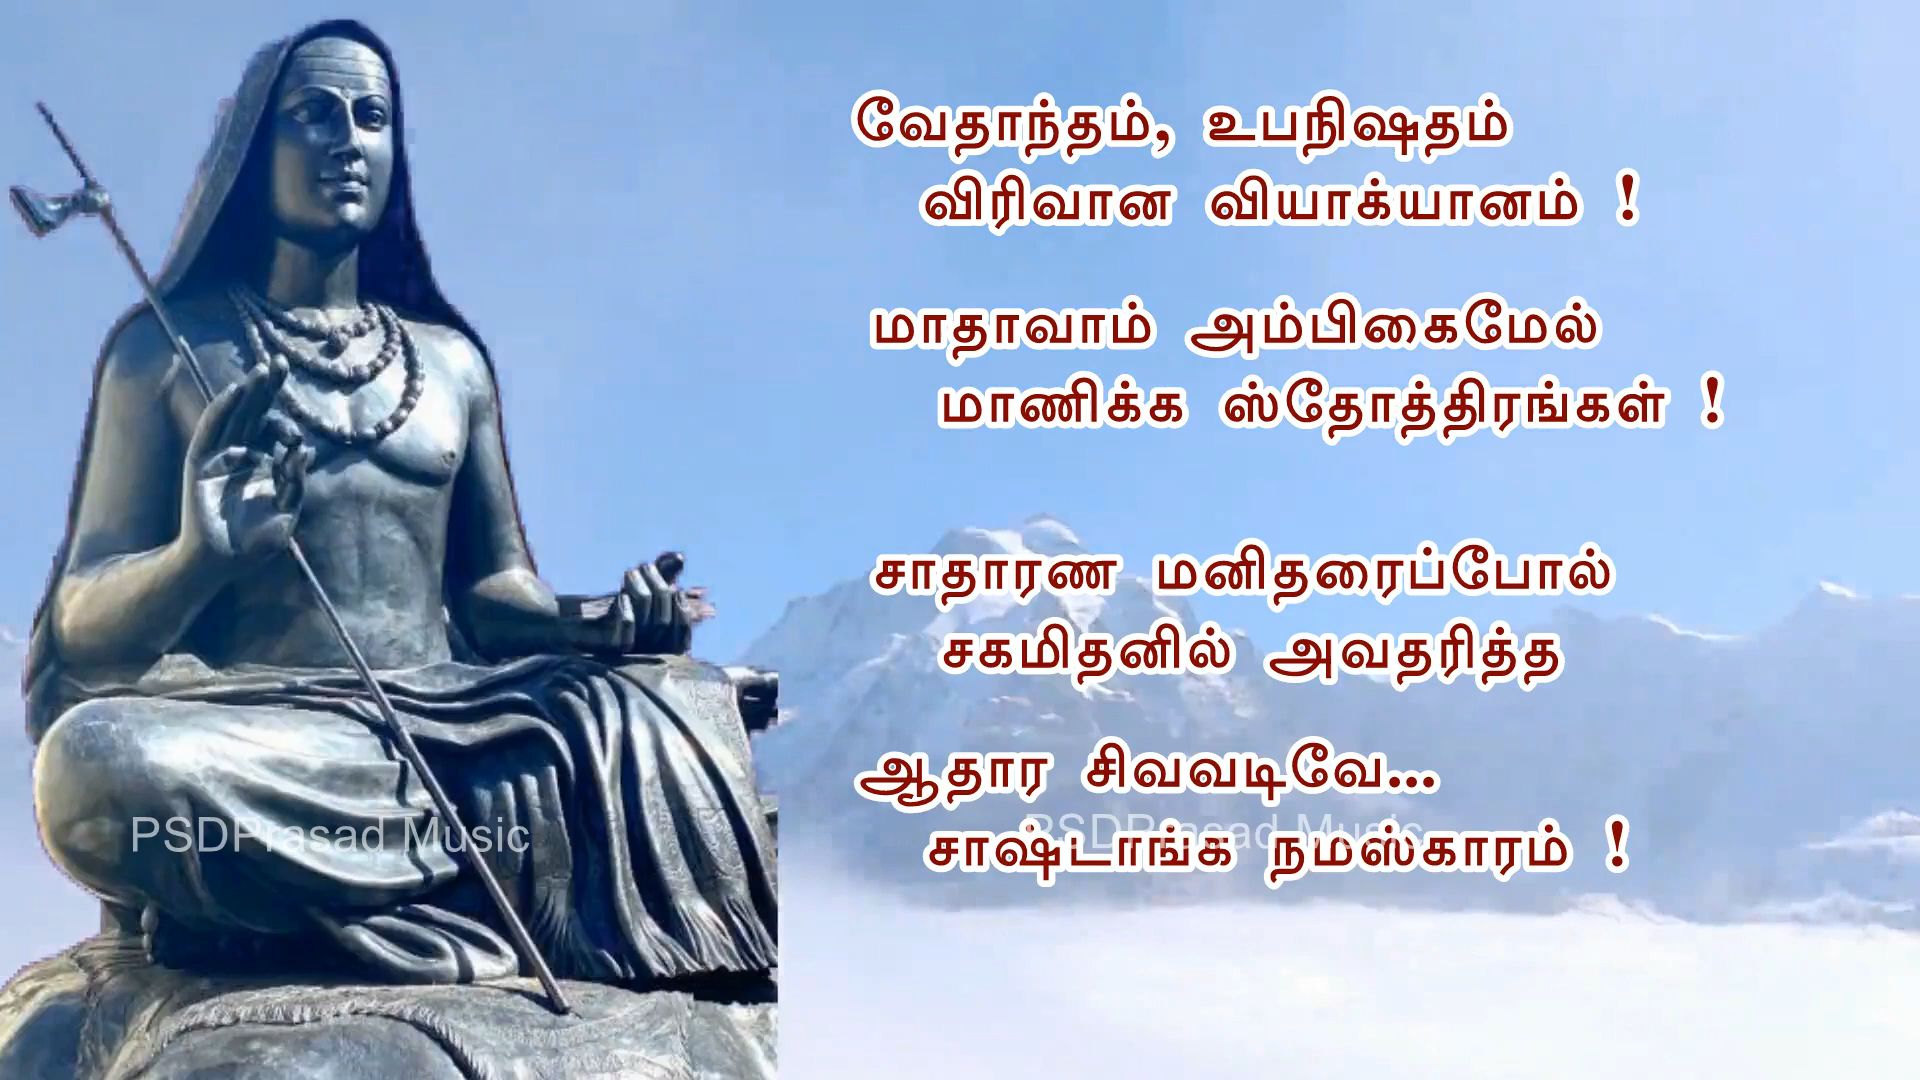 வேதாந்தம், உபநிஷதம்
விரிவான வியாக்யானம் !
மாதாவாம் அம்பிகைமேல்
மாணிக்க ஸ்தோத்திரங்கள் !
சாதாரண மனிதரைப்போல்
சகமிதனில் அவதரித்த
ஆதார சிவவடிவே...
சாஷ்டாங்க நமஸ்காரம் !
PSDPrasad Music
PSDPrasad Music